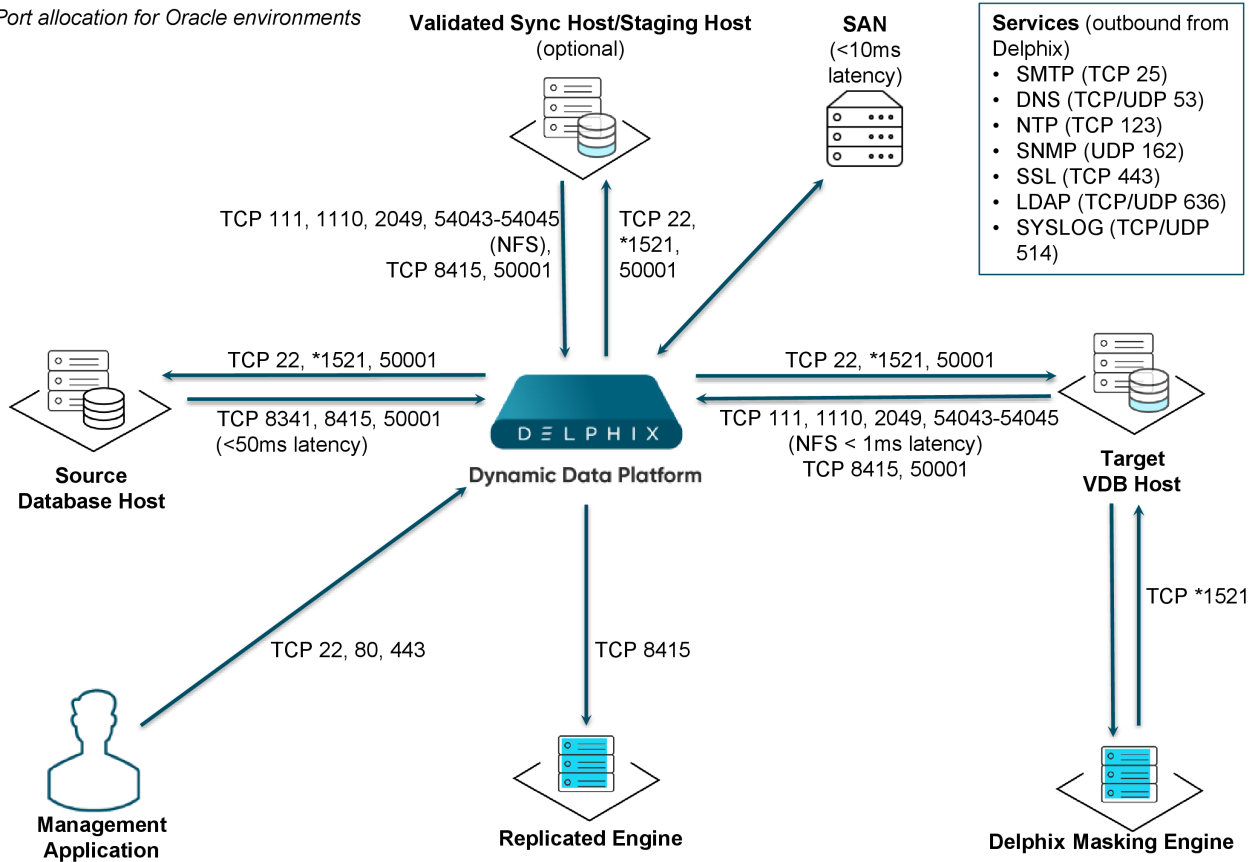 Port allocation for Oracle environments
Validated Sync Host/Staging Host
(optional)
SAN
(<10ms
latency)
Services (outbound from
Delphix)
• SMTP (TCP 25)
• DNS (TCP/UDP 53)
• NTP (TCP 123)
• SNMP (UDP 162)
• SSL (TCP 443)
• LDAP (TCP/UDP 636)
• SYSLOG (TCP/UDP
514)
TCP 111, 1110, 2049, 54043-54045
(NFS),
TCP 8415, 50001
TCP 22,
*1521,
50001
TCP 22, *1521, 50001
TCP 8341, 8415, 50001
(<50ms latency)
Source
Database Host
DELPHIX
Dynamic Data Platform
TCP 22, *1521, 50001
TCP 111, 1110, 2049, 54043-54045
(NFS < 1ms latency)
TCP 8415, 50001
Target
VDB Host
TCP *1521
TCP 22, 80, 443
TCP 8415
Management
Application
Replicated Engine
Delphix Masking Engine